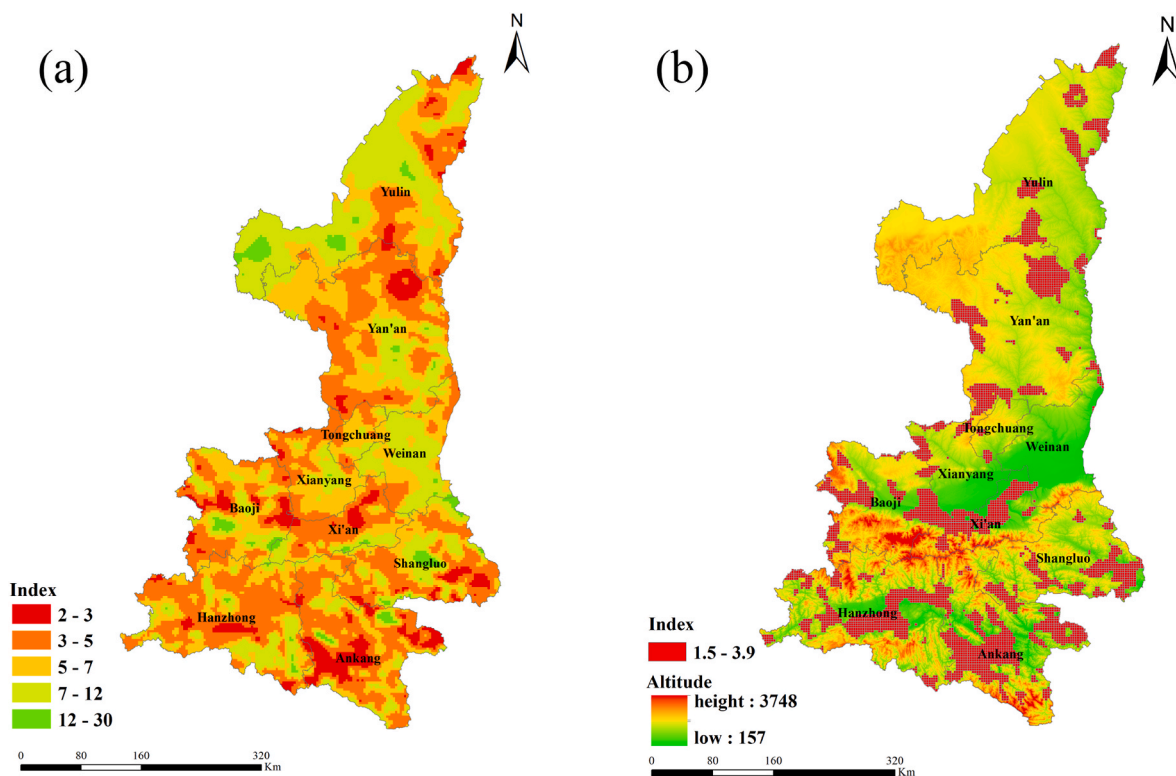 (a)
N
Yulin
Yan'an
Tongchuang
Weinan
Xianyang
Baoji
Xi'an
Shangluo
Hanzhong
Ankang
Index
2 - 3
3 - 5
5 - 7
7 - 12
12 - 30
0 80 160 320
Km
(b)
N
Yulin
Yan'an
Tongchuang
Weinan
Xianyang
Baoji
Xi'an
Shangluo
Hanzhong
Ankang
Index
1.5 - 3.9
Altitude
height : 3748
low : 157
0 80 160 320
Km